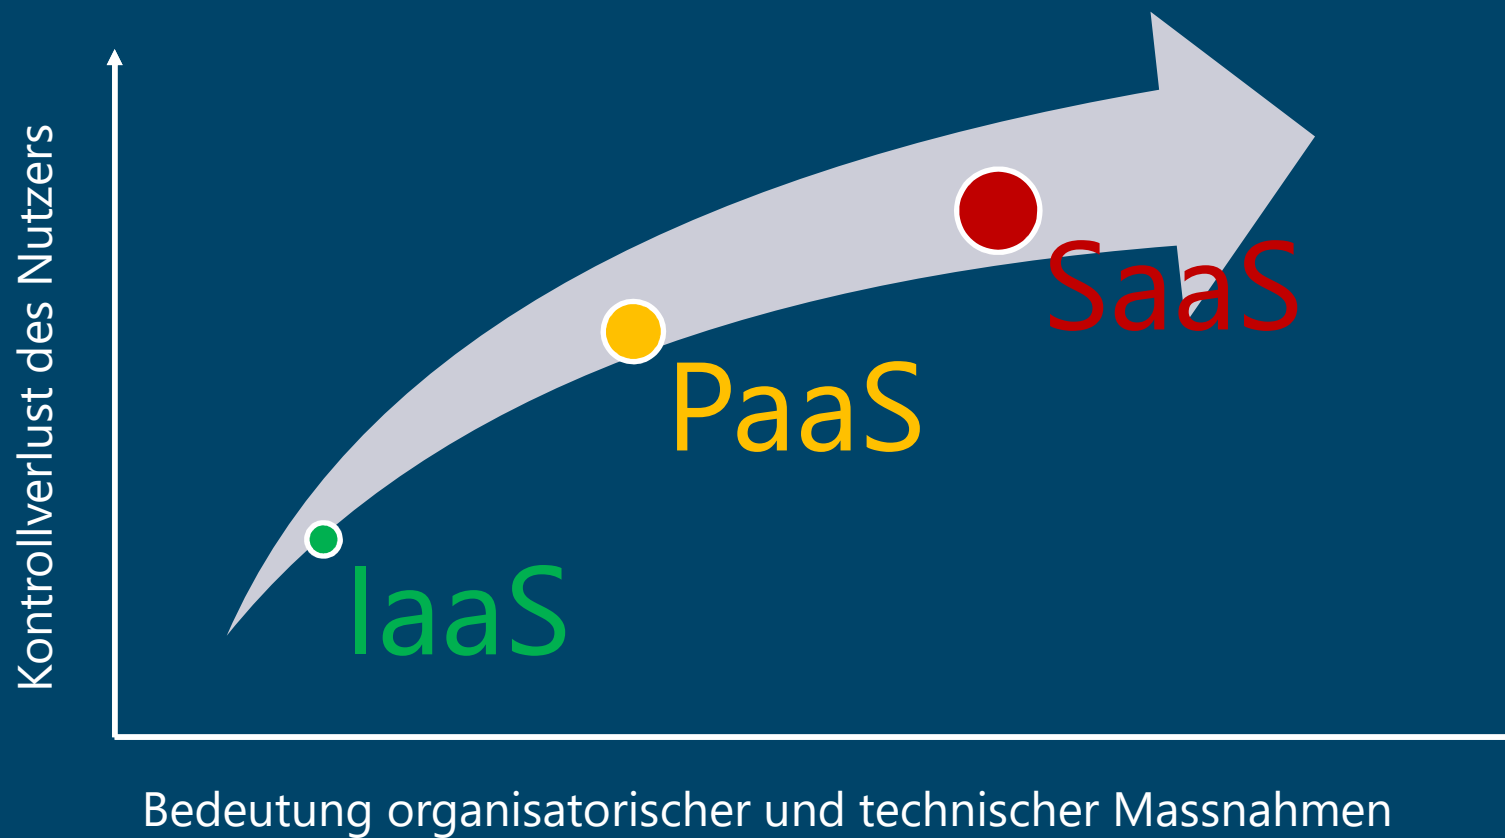 Kontrollverlust des Nutzers
SaaS
PaaS
IaaS
Bedeutung organisatorischer und technischer Massnahmen